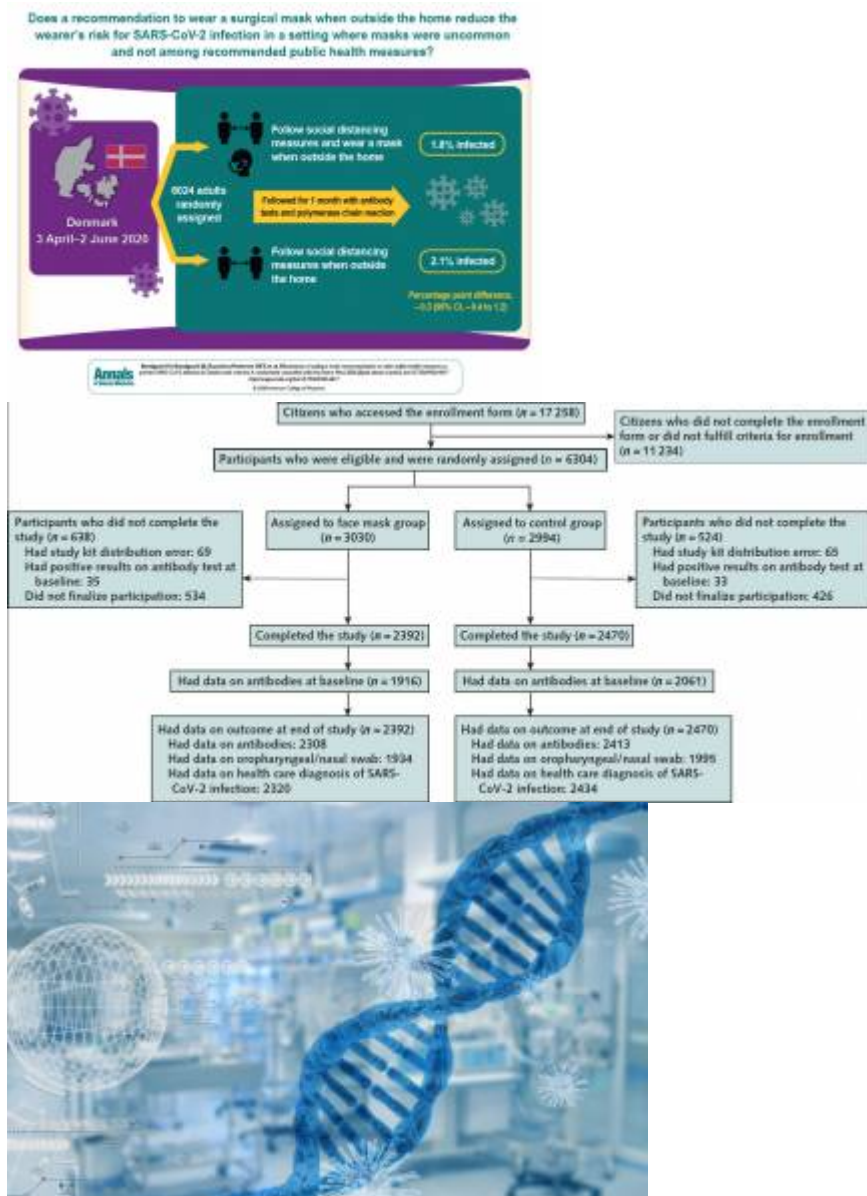 Does a recommendation to wear a surgical mask when outside the home reduce the
wearer's risk for SARS-CoV-2 infection in a setting where masks were uncommon
and not among recommended public health measures?
Denmark
3 April–2 June 2020
6024 adults
randomly
assigned
Follow social distancing
measures and wear a mask
when outside the home
1.8% infected
Followed for 1 month with antibody
tests and polymerase chain reaction
Follow social distancing
measures when outside
the home
2.1% infected
Percentage point difference,
Annals
Citizens who accessed the enrollment form (n = 17 258)
Citizens who did not complete the enrollment
form or did not fulfill criteria for enrollment
(n = 11 234)
Participants who were eligible and were randomly assigned (n = 6304)
Participants who did not complete the
study (n = 638)
Had study kit distribution error: 69
Had positive results on antibody test at
baseline: 35
Did not finalize participation: 534
Assigned to face mask group
(n = 3030)
Assigned to control group
(n = 2994)
Participants who did not complete the
study (n = 524)
Had study kit distribution error: 65
Had positive results on antibody test at
baseline: 33
Did not finalize participation: 426
Completed the study (n = 2392)
Completed the study (n = 2470)
Had data on antibodies at baseline (n = 1916)
Had data on antibodies at baseline (n = 2061)
Had data on outcome at end of study (n = 2392)
Had data on antibodies: 2308
Had data on oropharyngeal/nasal swab: 1934
Had data on health care diagnosis of SARS-
CoV-2 infection: 2320
Had data on outcome at end of study (n = 2470)
Had data on antibodies: 2413
Had data on oropharyngeal/nasal swab:
Had data on health care diagnosis of SARS-
CoV-2 infection: 2434